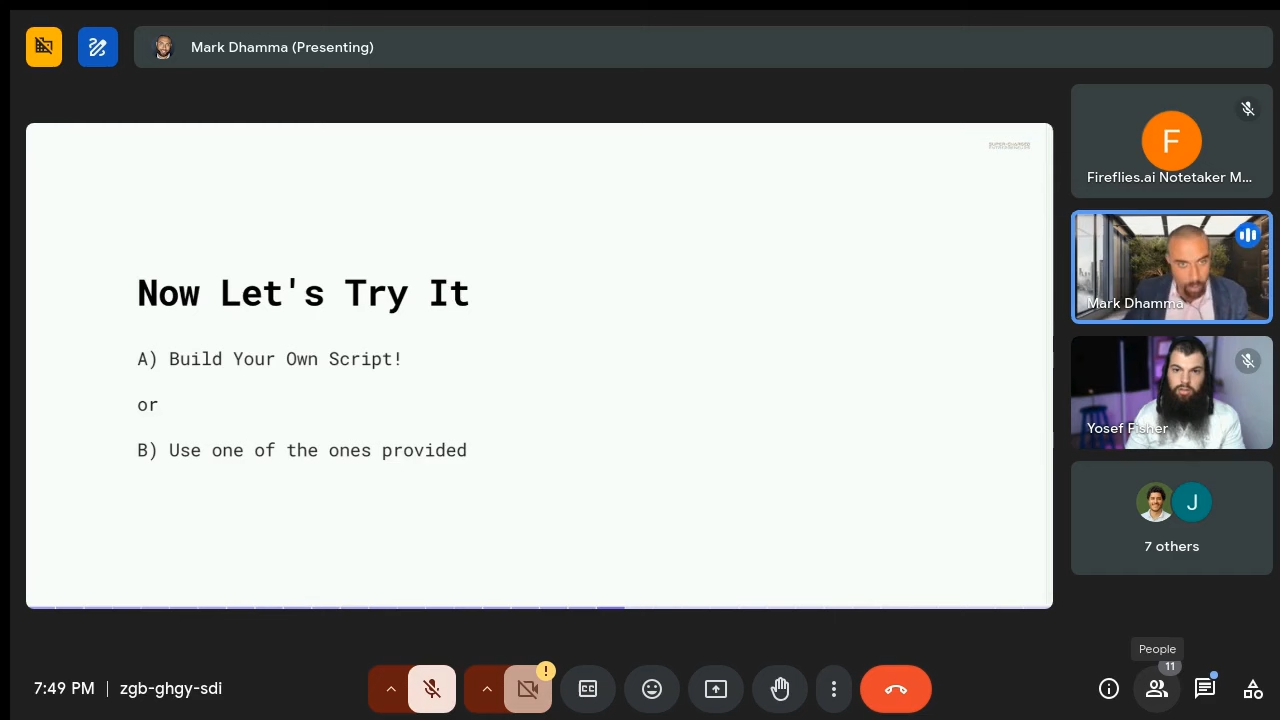 Mark Dhamma (Presenting)
F
Fireflies.ai Notetaker M...
Now Let's Try It
Mark Dhamma
A) Build Your Own Script!
or
Yosef Fisher
B) Use one of the ones provided
J
7 others
People
11
7:49 PM
zgb-ghgy-sdi
!
CC